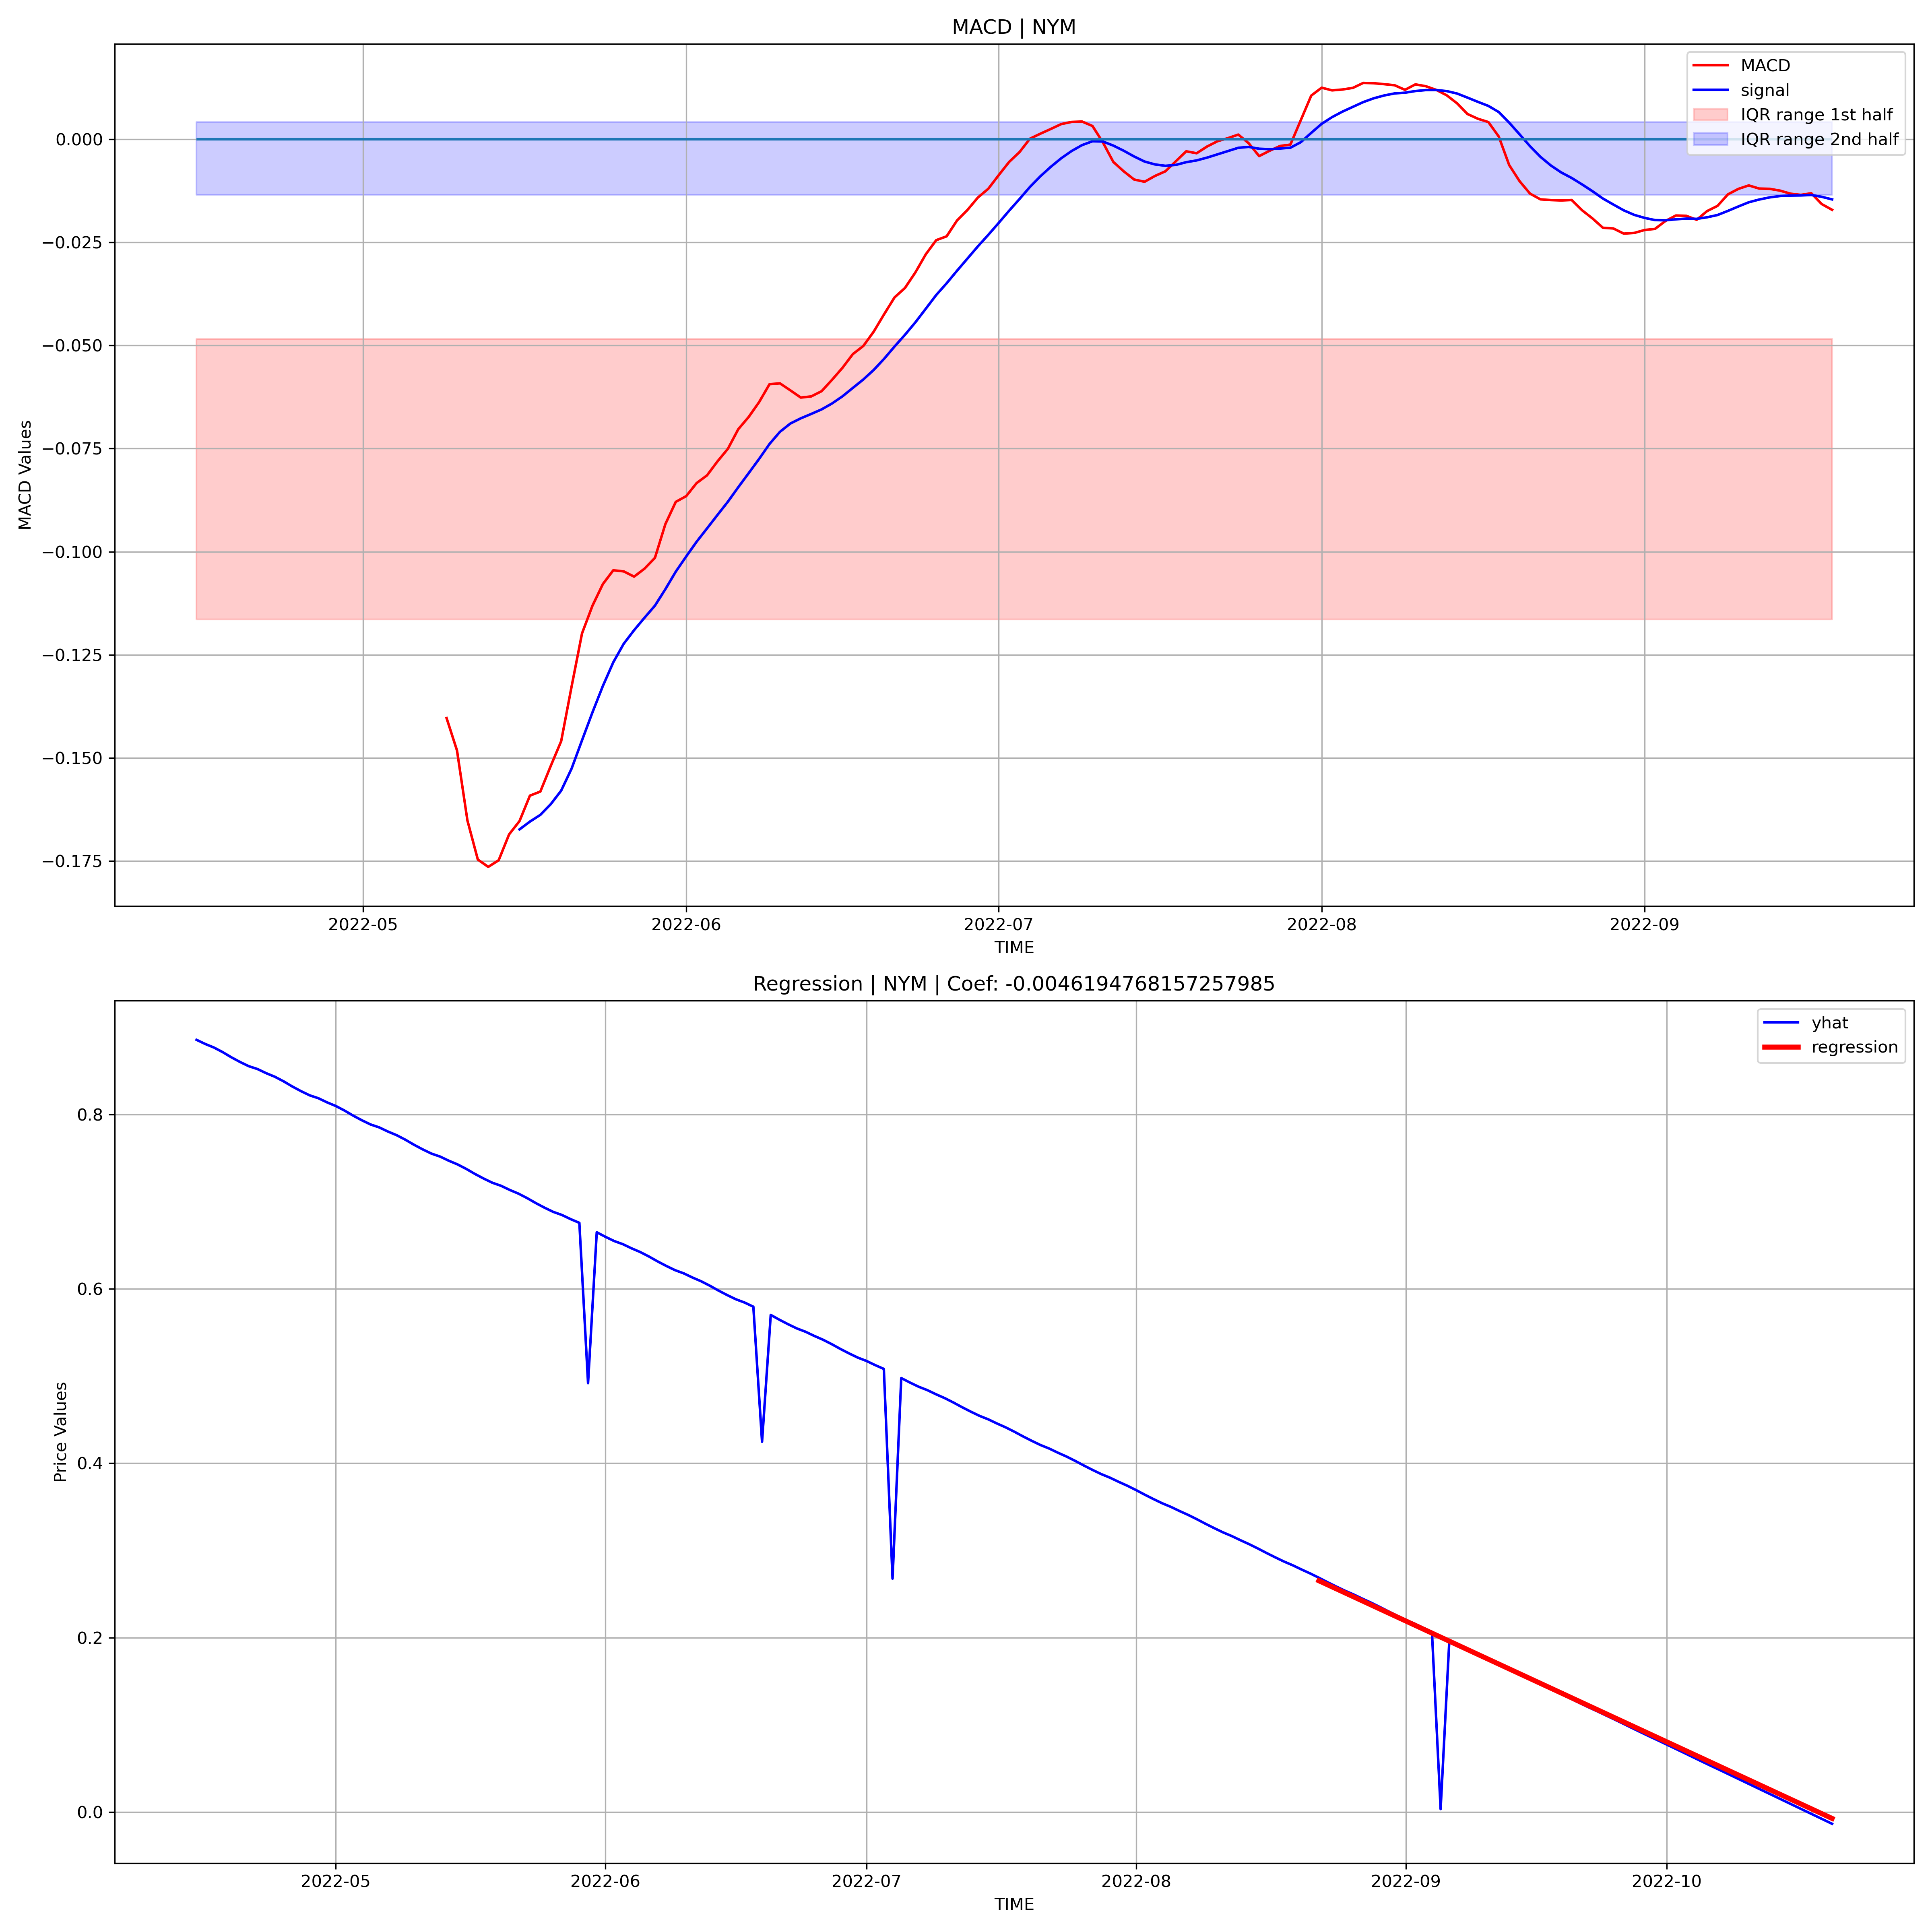 MACD | NYM
MACD
signal
IQR range 1st half
IQR range 2nd half
0.000
−0.025
−0.050
−0.075
−0.100
−0.125
−0.150
−0.175
MACD Values
2022-05 2022-06 2022-07 2022-08 2022-09
TIME
Regression | NYM | Coef: -0.0046194768157257985
yhat
regression
0.8
0.6
0.4
0.2
0.0
Price Values
2022-05 2022-06 2022-07 2022-08 2022-09 2022-10
TIME